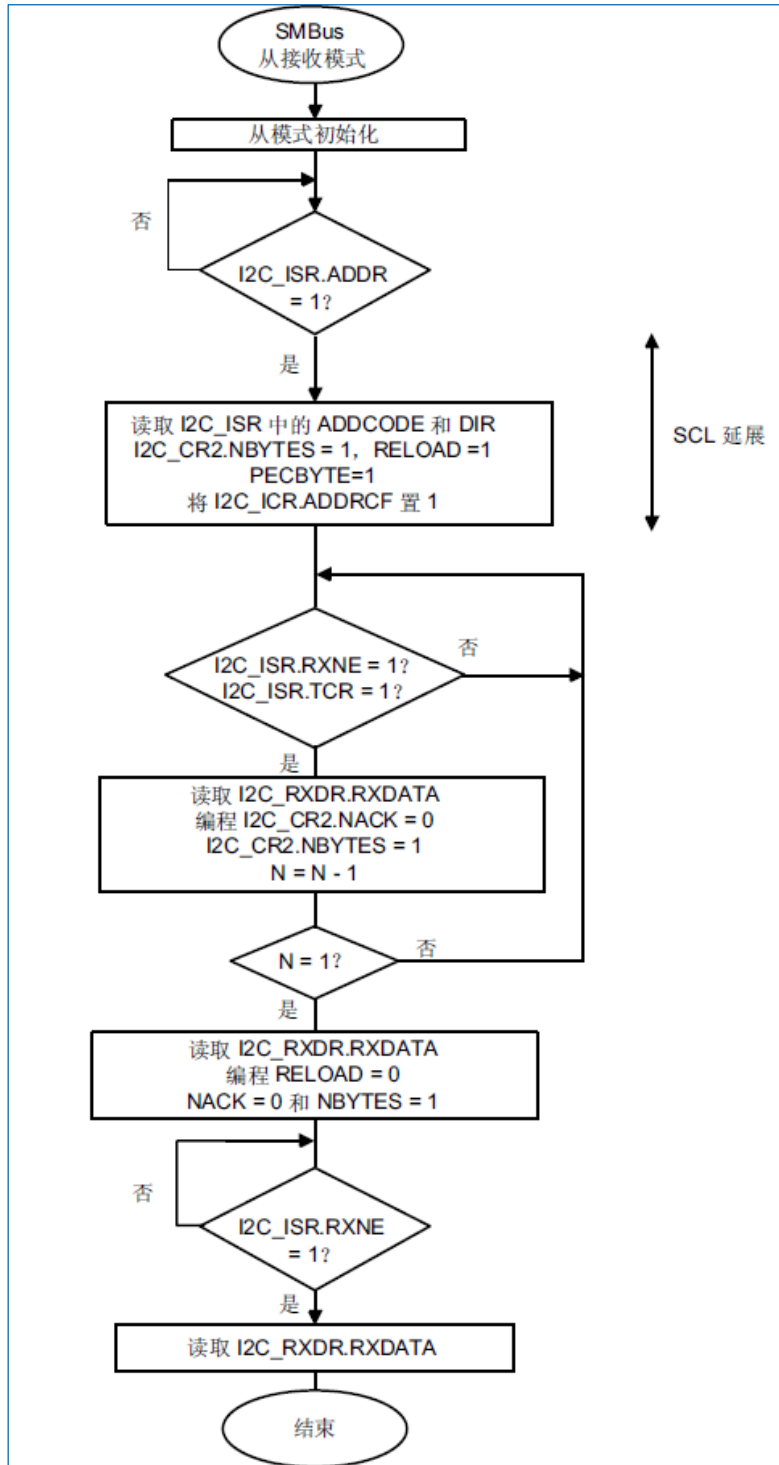 SMBus
从接收模式
从模式初始化
否
I2C_ISR.ADDR
= 1?
是
读取 I2C_ISR 中的 ADDCODE 和 DIR
I2C_CR2.NBYTES = 1，RELOAD =1
PECBYTE=1
将 I2C_ICR.ADDRCF 置 1
SCL 延展
I2C_ISR.RXNE = 1?
I2C_ISR.TCR = 1?
否
是
读取 I2C_RXDR.RXDATA
编程 I2C_CR2.NACK = 0
I2C_CR2.NBYTES = 1
N = N - 1
N = 1?
否
是
读取 I2C_RXDR.RXDATA
编程 RELOAD = 0
NACK = 0 和 NBYTES = 1
否
I2C_ISR.RXNE
= 1?
是
读取 I2C_RXDR.RXDATA
结束